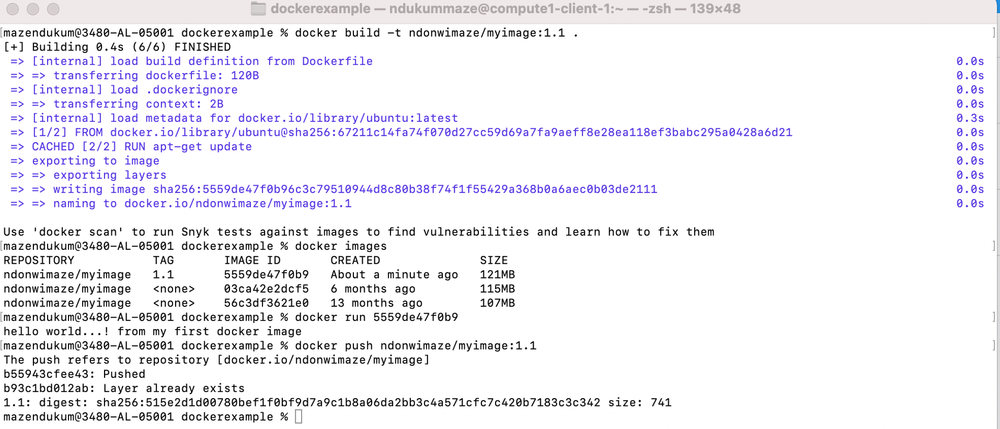 dockerexample — ndukummaze@compute1-client-1:~ — -zsh — 139×48
[mazendukum@3480-AL-05001 dockerexample % docker build -t ndonwimaze/myimage:1.1 . ]
[+] Building 0.4s (6/6) FINISHED
=> [internal] load build definition from Dockerfile 0.0s
=> => transferring dockerfile: 120B 0.0s
=> [internal] load .dockerignore 0.0s
=> => transferring context: 2B 0.0s
=> [internal] load metadata for docker.io/library/ubuntu:latest 0.3s
=> [1/2] FROM docker.io/library/ubuntu@sha256:67211c14fa74f070d27cc59d69a7fa9aeff8e28ea118ef3babc295a0428a6d21 0.0s
=> CACHED [2/2] RUN apt-get update 0.0s
=> exporting to image 0.0s
=> => exporting layers 0.0s
=> => writing image sha256:5559de47f0b96c3c79510944d8c80b38f74f1f55429a368b0a6aec0b03de2111 0.0s
=> => naming to docker.io/ndonwimaze/myimage:1.1 0.0s
Use 'docker scan' to run Snyk tests against images to find vulnerabilities and learn how to fix them
[mazendukum@3480-AL-05001 dockerexample % docker images ]
REPOSITORY TAG IMAGE ID CREATED SIZE
ndonwimaze/myimage 1.1 5559de47f0b9 About a minute ago 121MB
ndonwimaze/myimage <none> 03ca42e2dcf5 6 months ago 115MB
ndonwimaze/myimage <none> 56c3df3621e0 13 months ago 107MB
[mazendukum@3480-AL-05001 dockerexample % docker run 5559de47f0b9 ]
hello world...! from my first docker image
[mazendukum@3480-AL-05001 dockerexample % docker push ndonwimaze/myimage:1.1 ]
The push refers to repository [docker.io/ndonwimaze/myimage]
b55943cfee43: Pushed
b93c1bd012ab: Layer already exists
1.1: digest: sha256:515e2d1d00780bef1f0bf9d7a9c1b8a06da2bb3c4a571cfc7c420b7183c3c342 size: 741
mazendukum@3480-AL-05001 dockerexample %